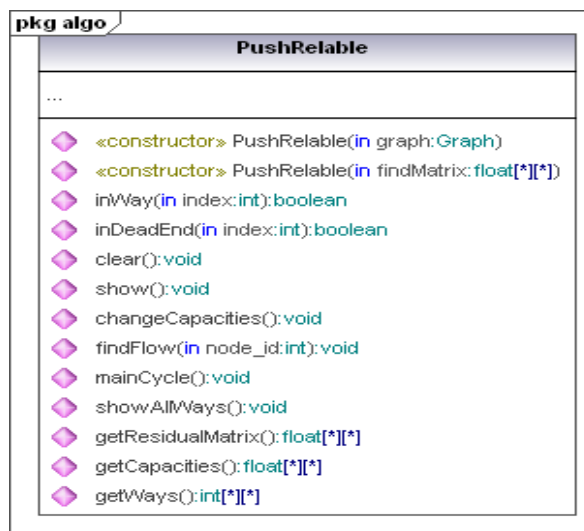 pkg algo
PushRelable
...
«constructor» PushRelable(in graph:Graph)
«constructor» PushRelable(in findMatrix:float[*][*])
inWay(in index:int):boolean
inDeadEnd(in index:int):boolean
clear():void
show():void
changeCapacities():void
findFlow(in node_id:int):void
mainCycle():void
showAllWays():void
getResidualMatrix():float[*][*]
getCapacities():float[*][*]
getWays():int[*][*]